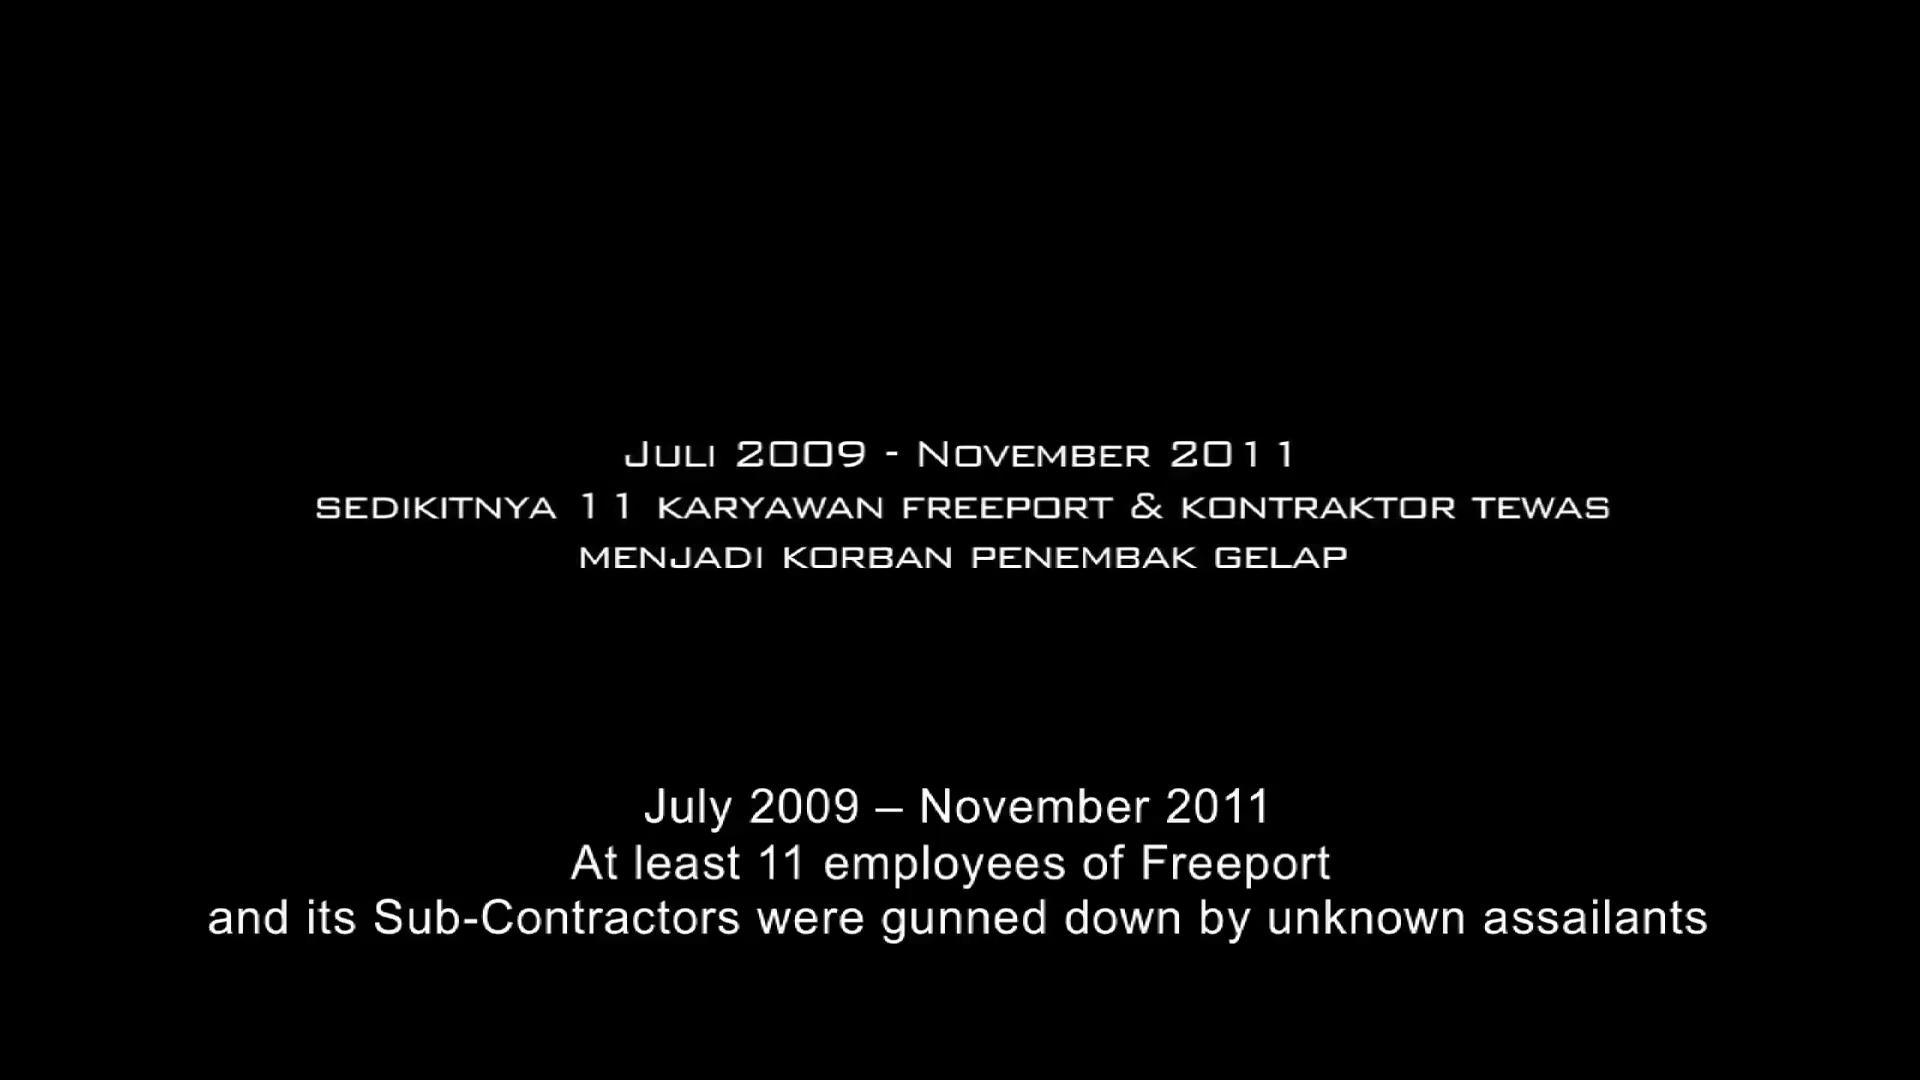 Juli 2009 - November 2011
sedikitnya 11 karyawan freeport & kontraktor tewas
menjadi korban penembak gelap
July 2009 – November 2011
At least 11 employees of Freeport
and its Sub-Contractors were gunned down by unknown assailants